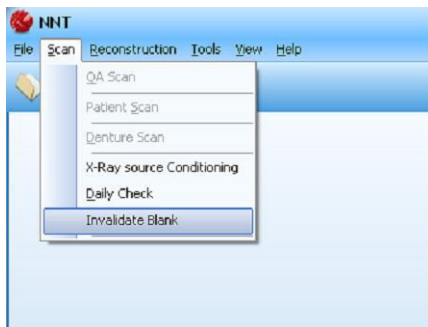 NNT
File Scan Reconstruction Tools View Help
QA Scan
Patient Scan
Denture Scan
X-Ray source Conditioning
Daily Check
Invalidate Blank